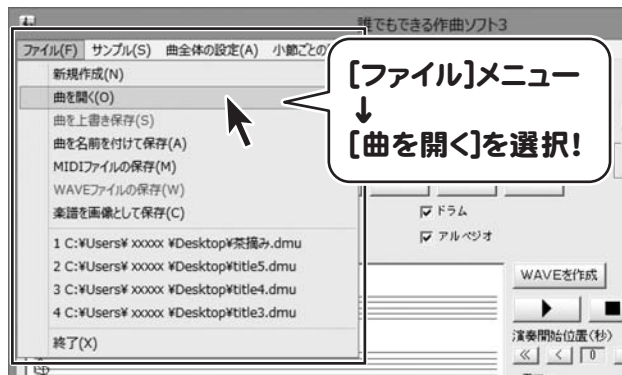 誰でもできる作曲ソフト3
ファイル(F) サンプル(S) 曲全体の設定(A) 小節ごとの
新規作成(N)
曲を開く(O)
曲を上書き保存(S)
曲を名前を付けて保存(A)
MIDIファイルの保存(M)
WAVEファイルの保存(W)
楽譜を画像として保存(C)
1 C:¥Users¥ xxxxx ¥Desktop¥茶摘み.dmu
2 C:¥Users¥ xxxxx ¥Desktop¥title5.dmu
3 C:¥Users¥ xxxxx ¥Desktop¥title4.dmu
4 C:¥Users¥ xxxxx ¥Desktop¥title3.dmu
終了(X)
[ファイル]メニュー
↓
[曲を開く]を選択!
ドラム
アルペジオ
WAVEを作成
演奏開始位置(秒)
≪ < 0